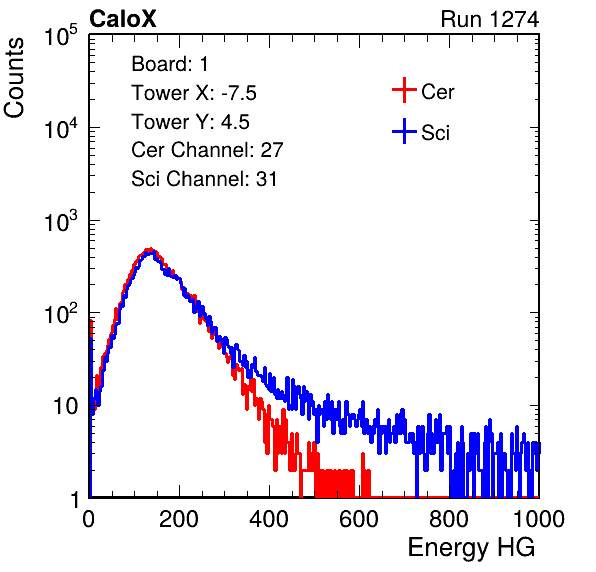 CaloX Run 1274
Counts
10^5
10^4
10^3
10^2
10
1
Board: 1
Tower X: -7.5
Tower Y: 4.5
Cer Channel: 27
Sci Channel: 31
Cer
Sci
0 200 400 600 800 1000
Energy HG